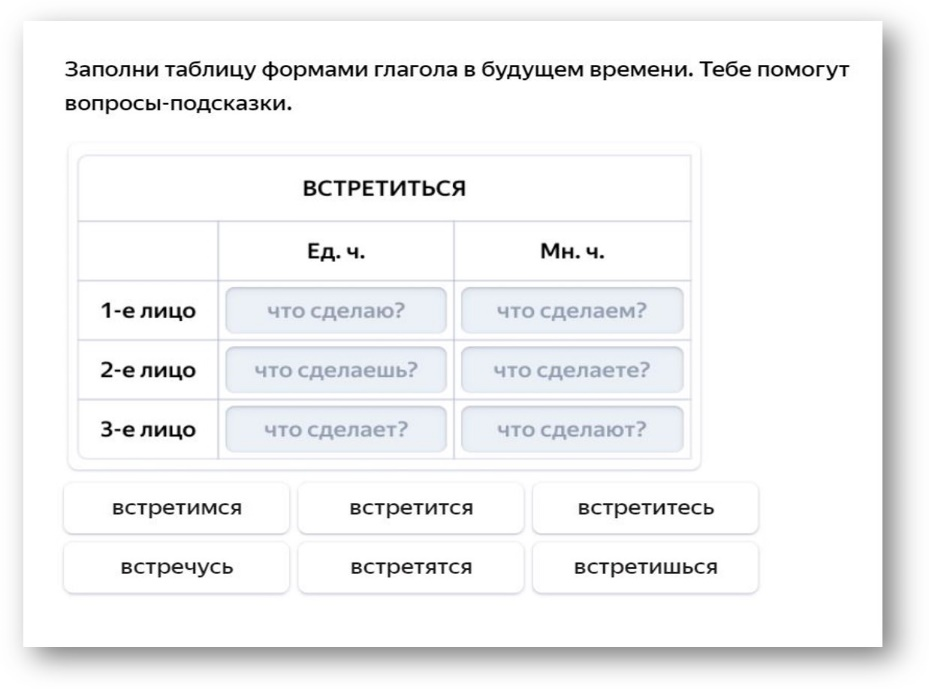 Заполни таблицу формами глагола в будущем времени. Тебе помогут
вопросы-подсказки.
ВСТРЕТИТЬСЯ
Ед. ч. Мн. ч.
1-е лицо что сделаю? что сделаем?
2-е лицо что сделаешь? что сделаете?
3-е лицо что сделает? что сделают?
встретимся встретится встретитесь
встречусь встретятся встретишься